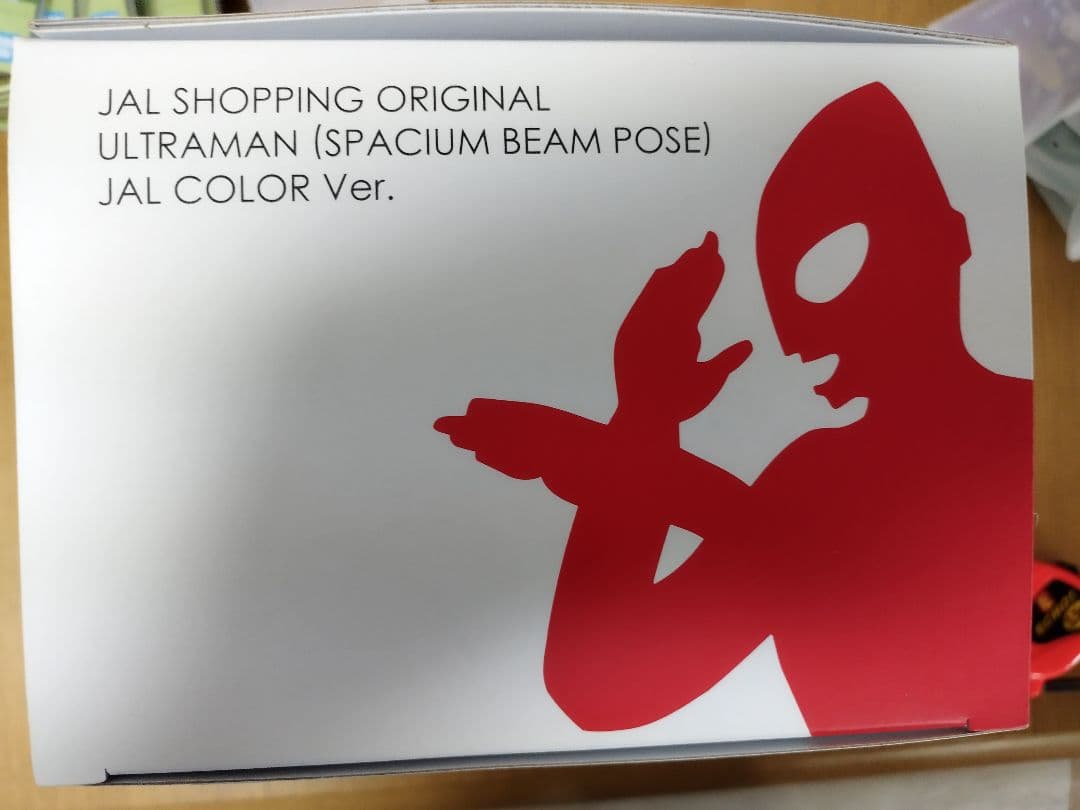 JAL SHOPPING ORIGINAL
ULTRAMAN (SPACIUM BEAM POSE)
JAL COLOR Ver.